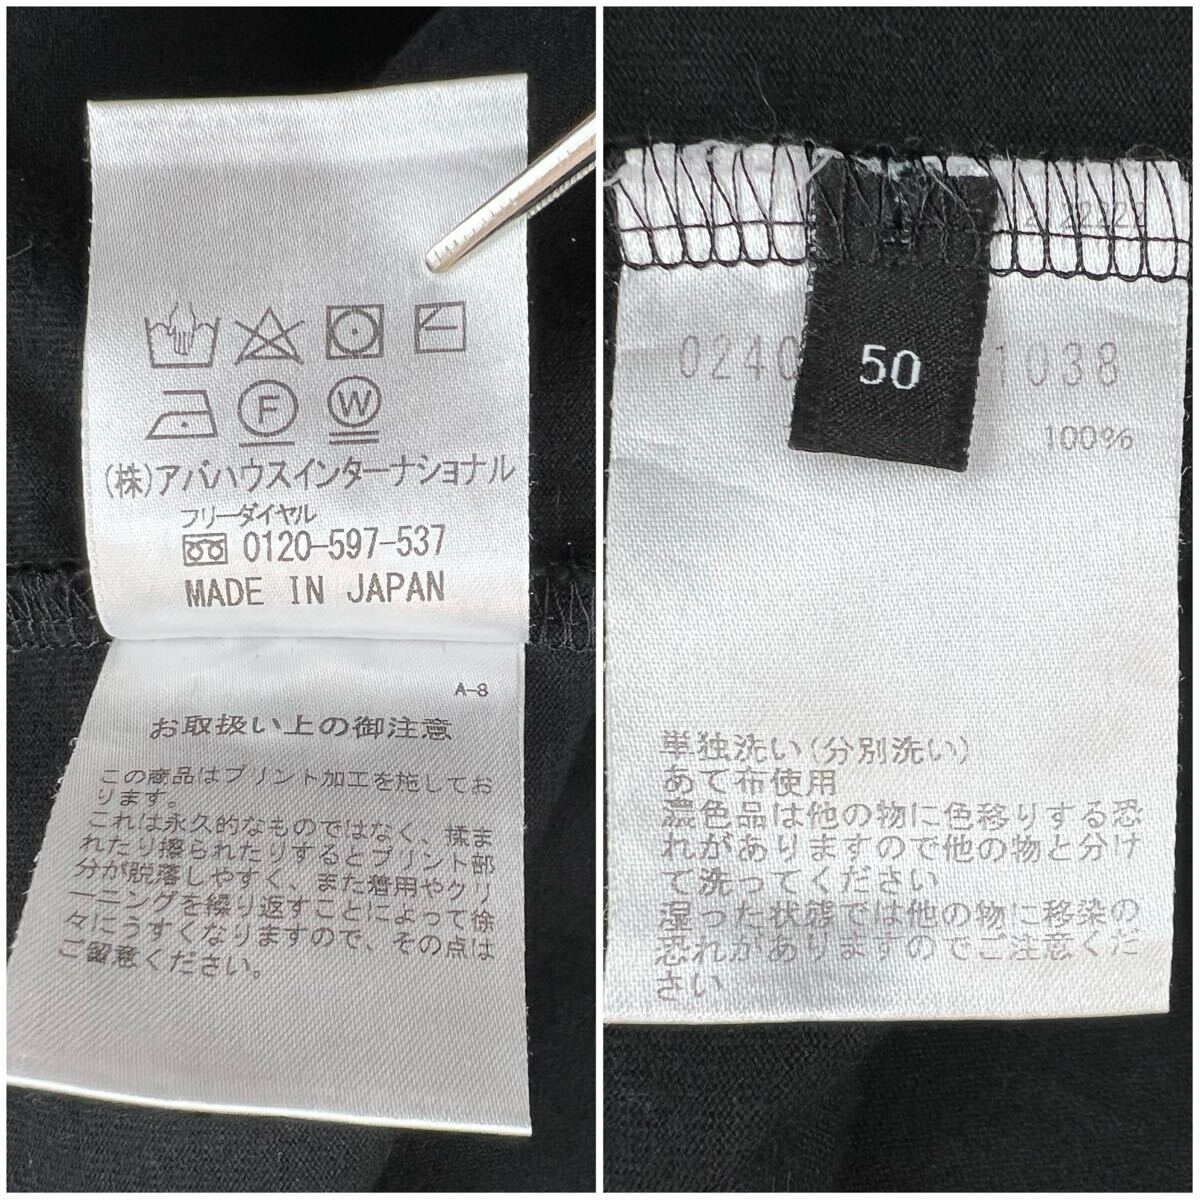 F
W
(株)アバハウスインターナショナル
フリーダイヤル
0120-597-537
MADE IN JAPAN
A-8
お取扱い上の御注意
この商品はプリント加工を施してお
ります。
これは永久的なものではなく、揉ま
れたり擦られたりするとプリント部
分が脱落しやすく、また着用やクリ
ーニングを繰り返すことによって徐
々にうすくなりますので、その点は
ご留意ください。
50
0240
1038
100%
単独洗い(分別洗い)
あて布使用
濃色品は他の物に色移りする恐
れがありますので他の物と分け
て洗ってください
湿った状態では他の物に移染の
恐れがありますのでご注意くだ
さい